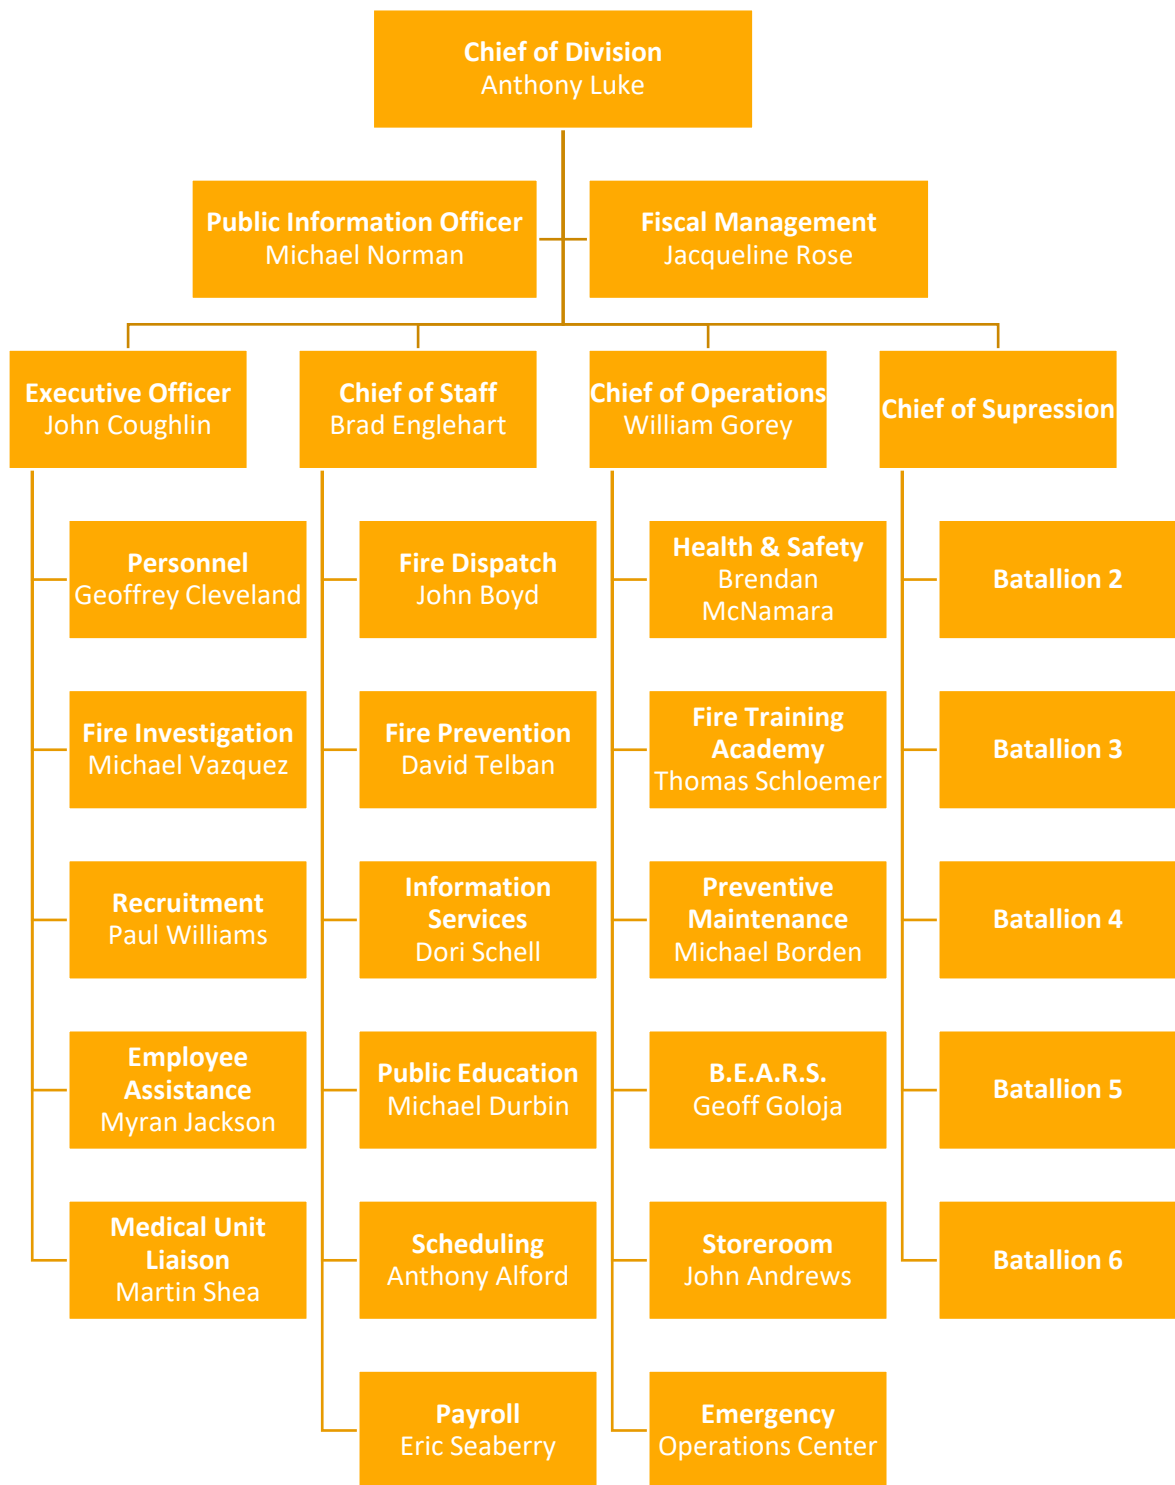 Chief of Division
Anthony Luke
Public Information Officer
Michael Norman
Fiscal Management
Jacqueline Rose
Executive Officer
John Coughlin
Chief of Staff
Brad Englehart
Chief of Operations
William Gorey
Chief of Supression
Personnel
Geoffrey Cleveland
Fire Investigation
Michael Vazquez
Recruitment
Paul Williams
Employee
Assistance
Myran Jackson
Medical Unit
Liaison
Martin Shea
Fire Dispatch
John Boyd
Fire Prevention
David Telban
Information
Services
Dori Schell
Public Education
Michael Durbin
Scheduling
Anthony Alford
Payroll
Eric Seaberry
Health & Safety
Brendan
McNamara
Fire Training
Academy
Thomas Schloemer
Preventive
Maintenance
Michael Borden
B.E.A.R.S.
Geoff Goloja
Storeroom
John Andrews
Emergency
Operations Center
Batallion 2
Batallion 3
Batallion 4
Batallion 5
Batallion 6